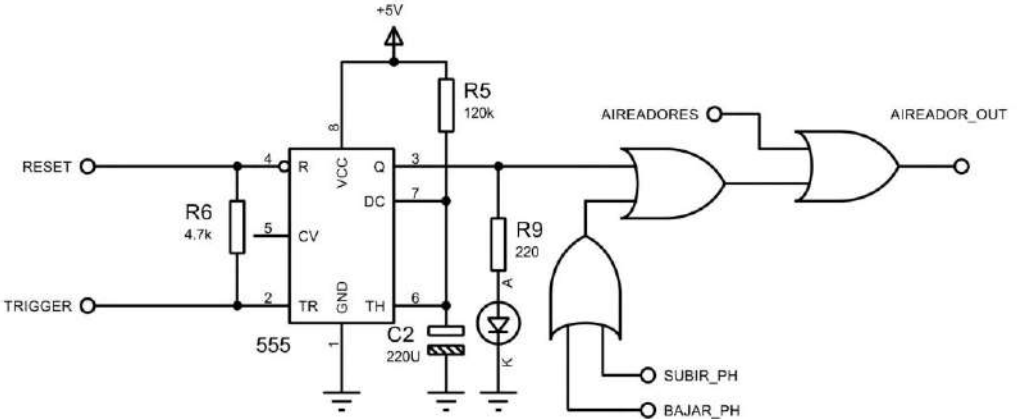 +5V
R5
120k
AIREADORES
AIREADOR_OUT
8
RESET
4
R
VCC
Q
3
DC
7
R6
4.7k
5
CV
R9
220
A
TRIGGER
2
TR
GND
TH
6
555
1
C2
220U
K
SUBIR_PH
BAJAR_PH